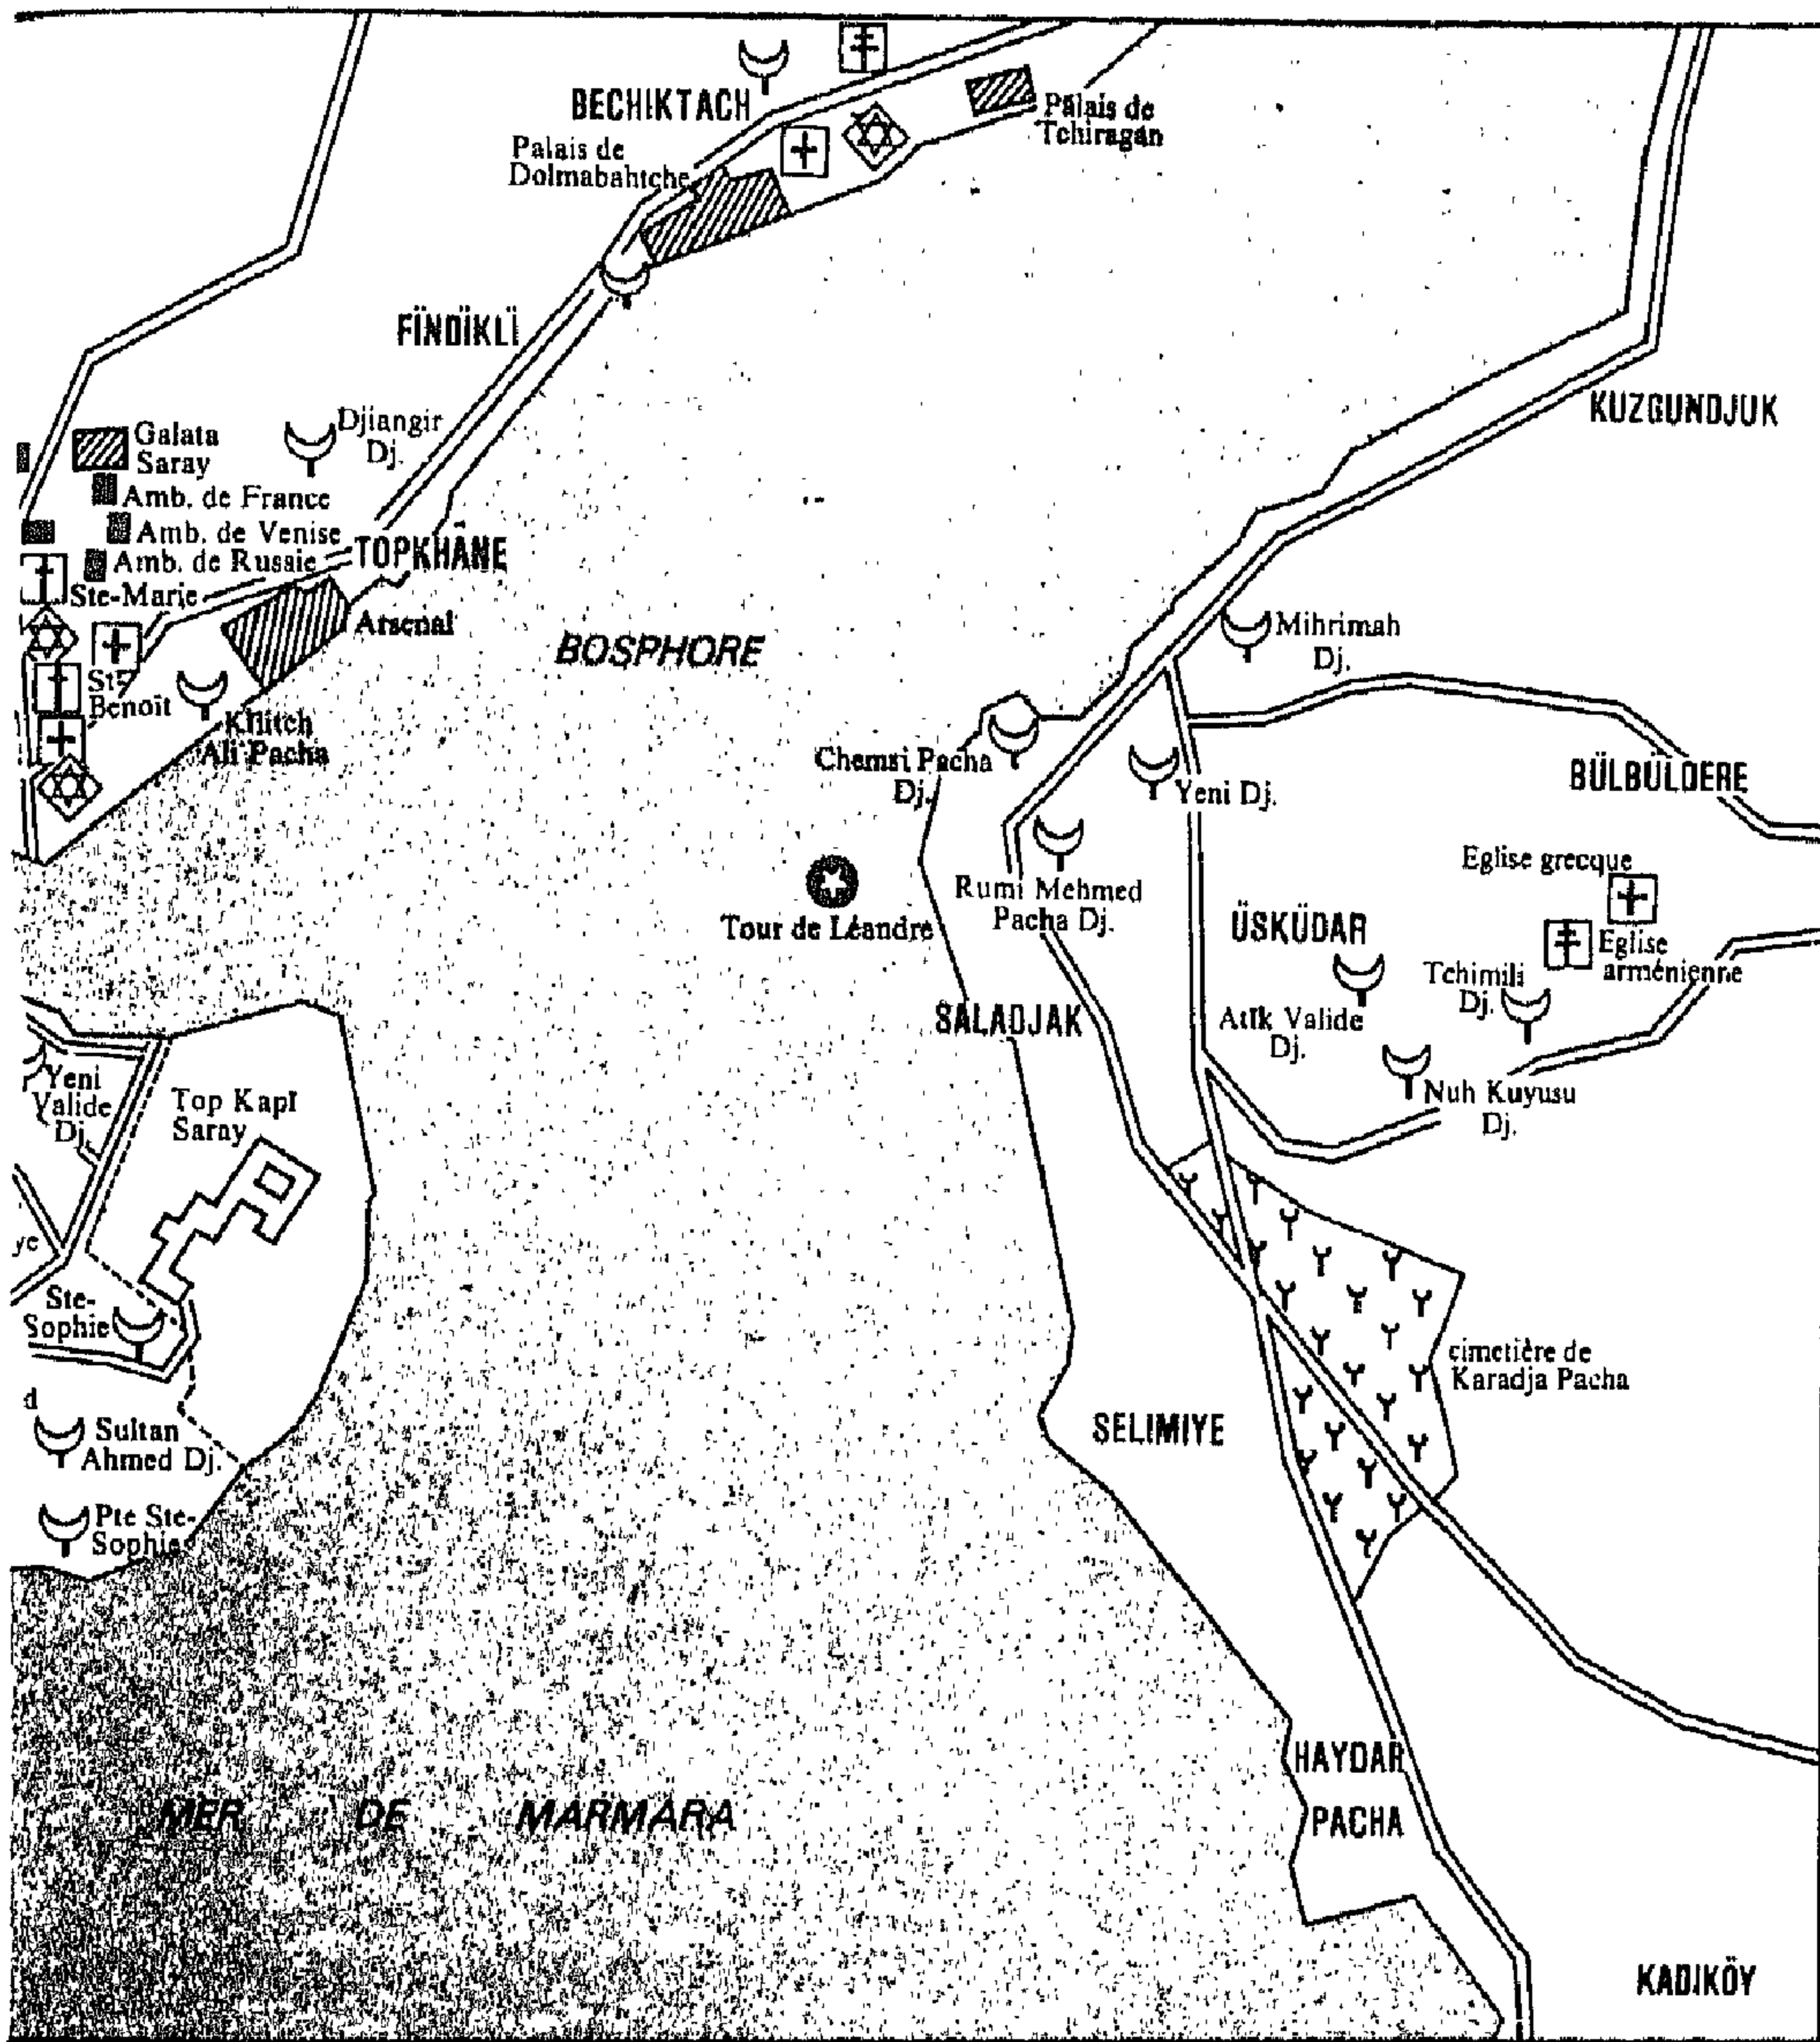 BECHIKTACH
Palais de
Dolmabahtche
Palais de
Tchiragan
FÏNDÏKLÏ
KUZGUNDJUK
Djiangir
Dj.
Galata
Saray
Amb. de France
Amb. de Venise
Amb. de Russie
TOPKHÂNE
Ste-Marie
Arsenal
BOSPHORE
St-
Benoît
Kilitch
Ali Pacha
Mihrimah
Dj.
Chemsi Pacha
Dj.
Yeni Dj.
BÜLBÜLDERE
Rumi Mehmed
Pacha Dj.
Tour de Léandre
Eglise grecque
ÜSKÜDAR
Eglise
arménienne
Tchimili
Dj.
SALADJAK
Atik Valide
Dj.
Nuh Kuyusu
Dj.
Yeni
Valide
Dj.
Top Kapï
Saray
ye
Ste-
Sophie
cimetière de
Karadja Pacha
d
Sultan
Ahmed Dj.
SELIMIYE
Pte Ste-
Sophie
HAYDAR
PACHA
MER DE MARMARA
KADIKÖY